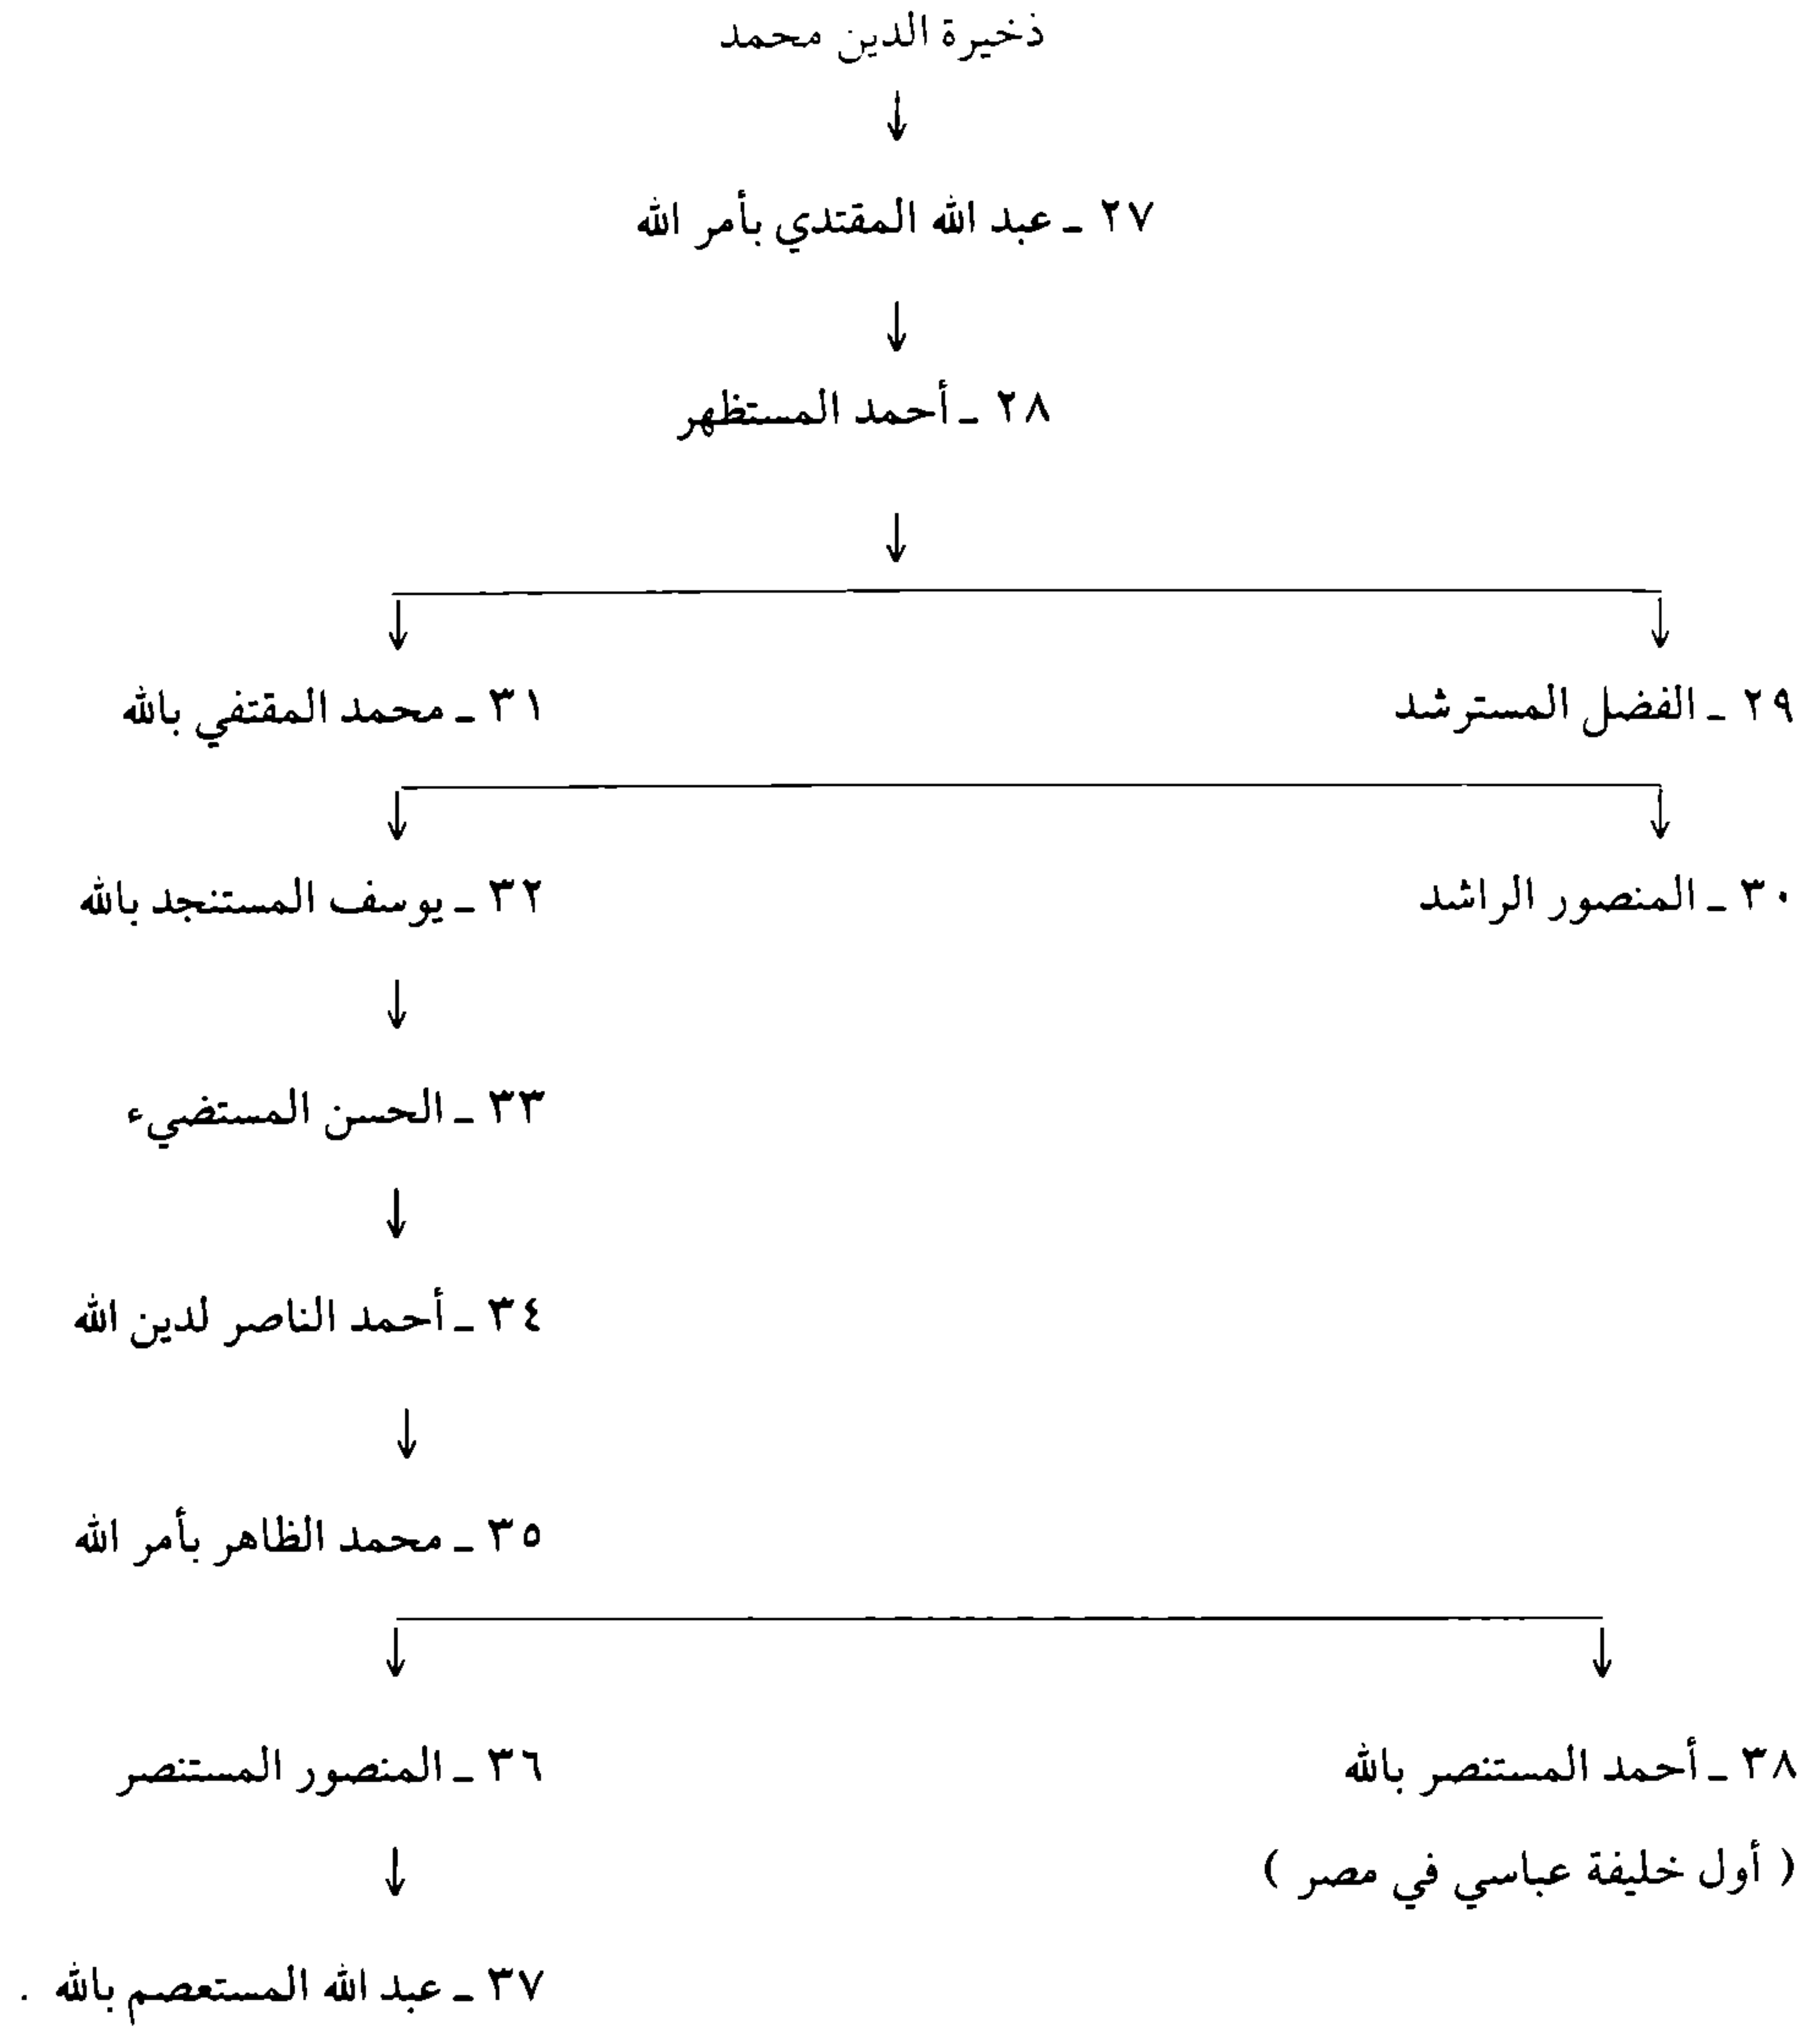 ذخيرة الدين محمد
٢٧ ـ عبد الله المقتدي بأمر الله
٢٨ ـ أحمد المستظهر
٢٩ ـ الفضل المسترشد
٣١ ـ محمد المقتفي بالله
٣٠ ـ المنصور الراشد
٣٢ ـ يوسف المستنجد بالله
٣٣ ـ الحسن المستضيء
٣٤ ـ أحمد الناصر لدين الله
٣٥ ـ محمد الظاهر بأمر الله
٣٨ ـ أحمد المستنصر بالله
٣٦ ـ المنصور المستنصر
( أول خليفة عباسي في مصر )
٣٧ ـ عبد الله المستعصم بالله .